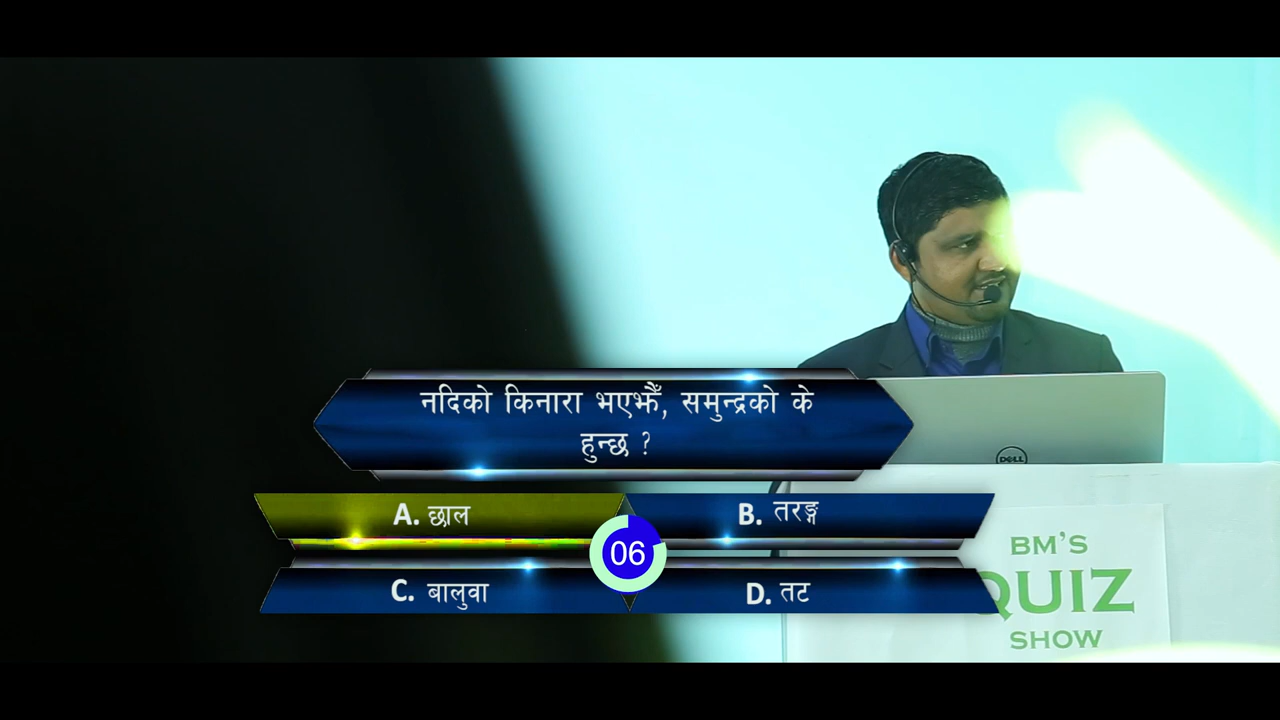 नदिको किनारा भएझैँ, समुन्द्रको के
हुन्छ ?
A. छाल
B. तरङ्ग
06
C. बालुवा
D. तट
DELL
BM'S
QUIZ
SHOW